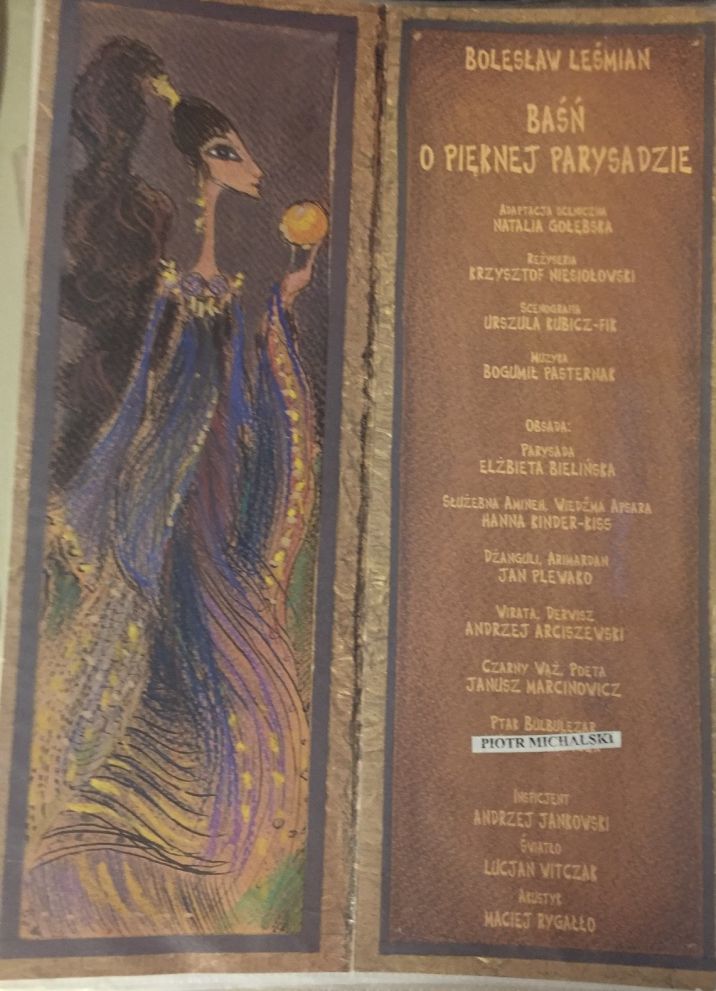 BOLESŁAW LEŚMIAN
BAŚŃ
O PIĘKNEJ PARYSADZIE
ADAPTACJA SCENICZNA
NATALIA GOŁĘBSKA
REŻYSERIA
KRZYSZTOF NIESIOŁOWSKI
SCENOGRAFIA
URSZULA KUBICZ-FIK
MUZYKA
BOGUMIŁ PASTERNAK
OBSADA:
PARYSADA
ELŻBIETA BIELIŃSKA
SŁUŻEBNA AMINEH, WIEDŹMA APSARA
HANNA KINDER-KISS
DŻANGULI, ARIMARDAN
JAN PLEWAKO
WIRATA, DERWISZ
ANDRZEJ ARCISZEWSKI
CZARNY WĄŻ, POETA
JANUSZ MARCINOWICZ
PTAK BULBULEZAR
PIOTR MICHALSKI
INSPICJENT
ANDRZEJ JANKOWSKI
ŚWIATŁO
LUCJAN WITCZAK
AKUSTYK
MACIEJ RYGAŁŁO